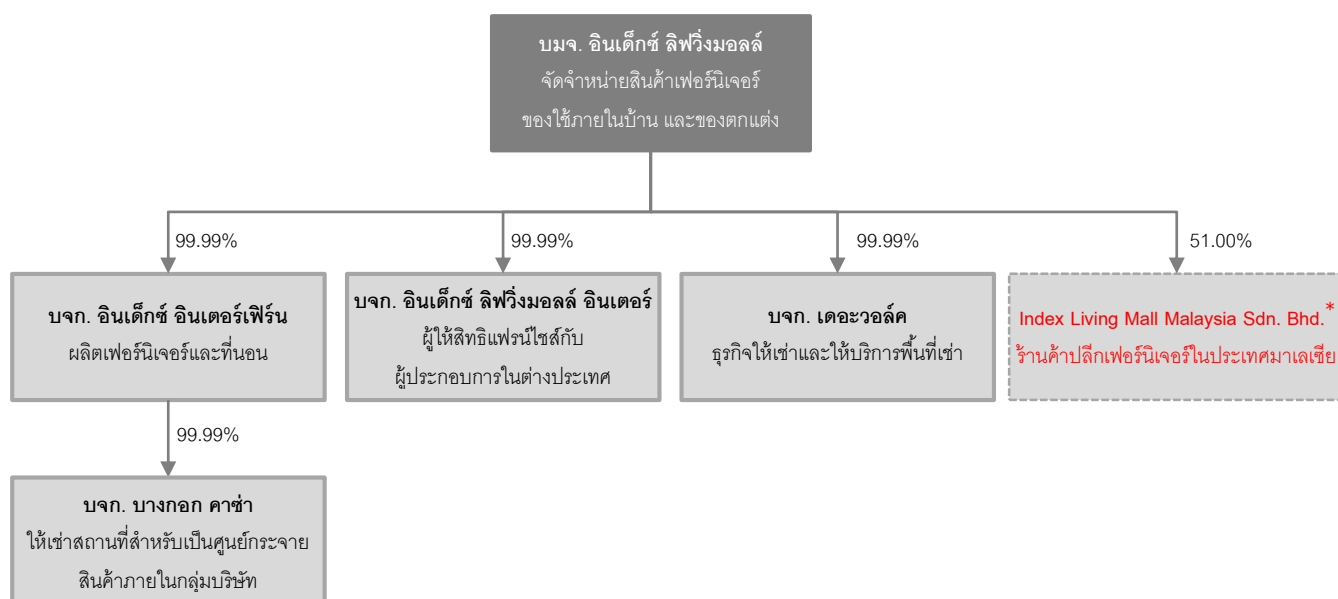 บมจ. อินเด็กซ์ ลิฟวิ่งมอลล์
จัดจำหน่ายสินค้าเฟอร์นิเจอร์
ของใช้ภายในบ้าน และของตกแต่ง
99.99%
99.99%
99.99%
51.00%
บจก. อินเด็กซ์ อินเตอร์เฟิร์น
ผลิตเฟอร์นิเจอร์และที่นอน
บจก. อินเด็กซ์ ลิฟวิ่งมอลล์ อินเตอร์
ผู้ให้สิทธิแฟรนไชส์กับ
ผู้ประกอบการในต่างประเทศ
บจก. เดอะวอล์ค
ธุรกิจให้เช่าและให้บริการพื้นที่เช่า
Index Living Mall Malaysia Sdn. Bhd.*
ร้านค้าปลีกเฟอร์นิเจอร์ในประเทศมาเลเซีย
99.99%
บจก. บางกอก คาซ่า
ให้เช่าสถานที่สำหรับเป็นศูนย์กระจาย
สินค้าภายในกลุ่มบริษัท